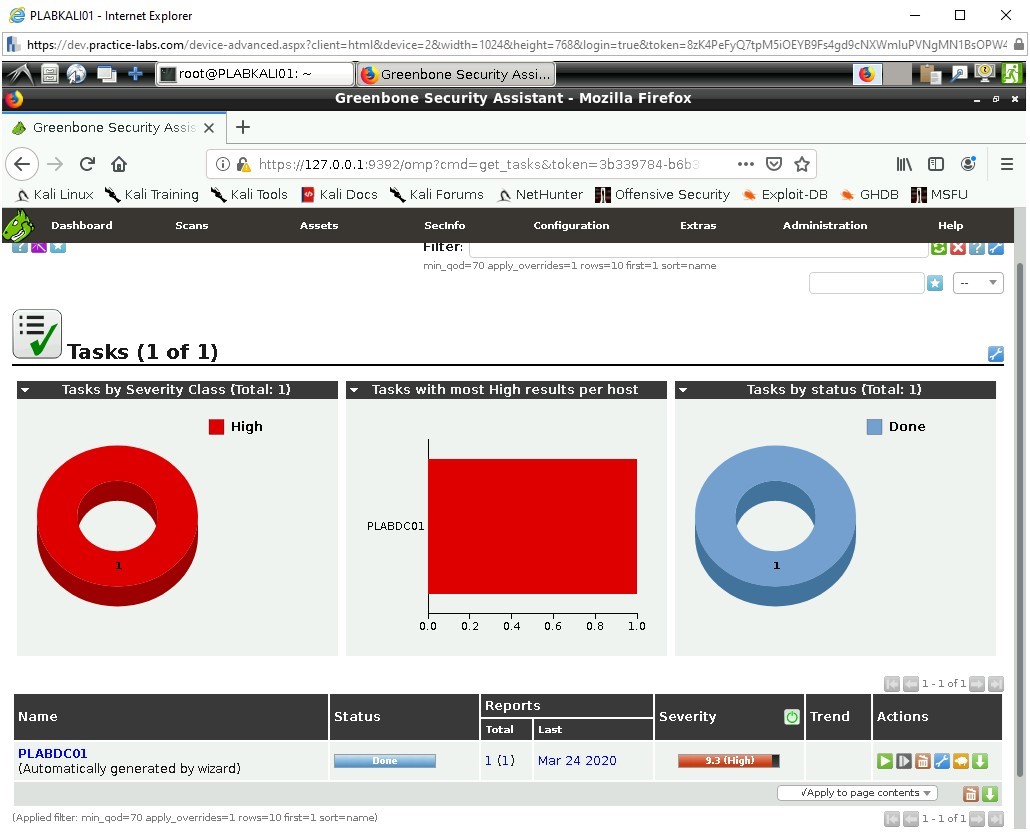 PLABKALI01 - Internet Explorer
https://dev.practice-labs.com/device-advanced.aspx?client=html&device=2&width=1024&height=768&login=true&token=8zK4PeFyQ7tpM5iOEYB9Fs4gd9cNXWmIuPVNgMN1BsOPW4
root@PLABKALI01: ~ Greenbone Security Assi...
Greenbone Security Assistant - Mozilla Firefox
Greenbone Security Assis
https://127.0.0.1:9392/omp?cmd=get_tasks&token=3b339784-b6b3
Kali Linux Kali Training Kali Tools Kali Docs Kali Forums NetHunter Offensive Security Exploit-DB GHDB MSFU
Dashboard Scans Assets SecInfo Configuration Extras Administration Help
Filter:
min_qod=70 apply_overrides=1 rows=10 first=1 sort=name
--
Tasks (1 of 1)
Tasks by Severity Class (Total: 1)
High
1
Tasks with most High results per host
PLABDC01
0.0 0.2 0.4 0.6 0.8 1.0
Tasks by status (Total: 1)
Done
1
1 - 1 of 1
Name Status Reports Severity Trend Actions
Total Last
PLABDC01
(Automatically generated by wizard)
Done 1 (1) Mar 24 2020 9.3 (High)
√Apply to page contents
(Applied filter: min_qod=70 apply_overrides=1 rows=10 first=1 sort=name)
1 - 1 of 1